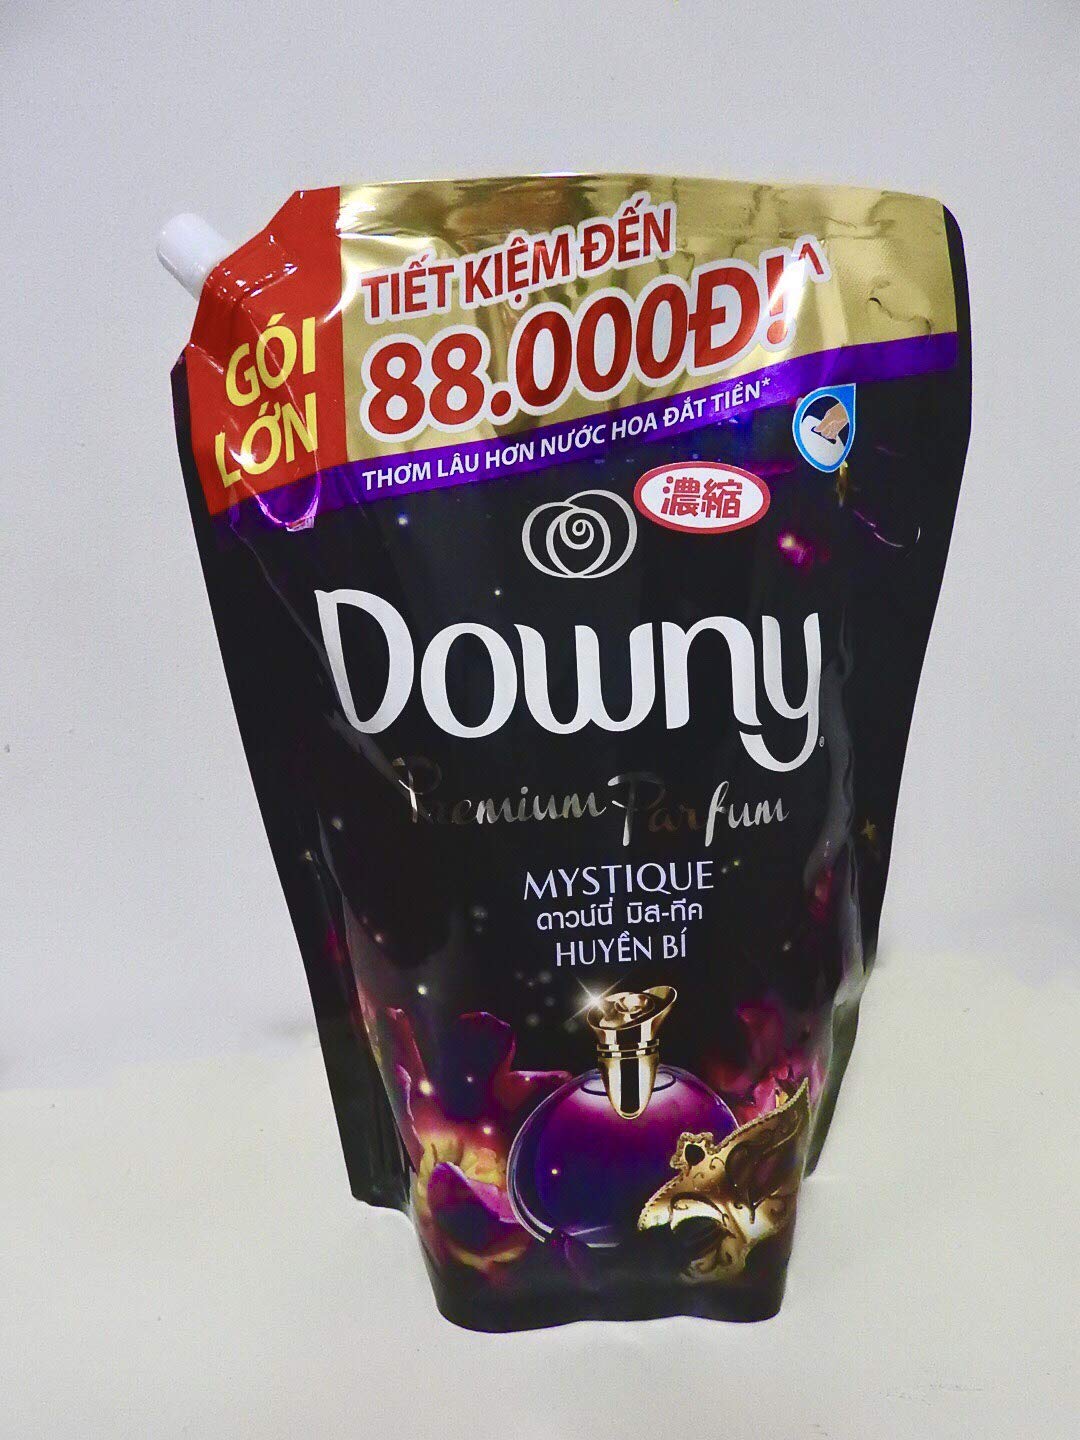 GÓI
LỚN
TIẾT KIỆM ĐẾN
88.000Đ!^
THƠM LÂU HƠN NƯỚC HOA ĐẮT TIỀN*
濃縮
Downy®
Premium Parfum
MYSTIQUE
ดาวน์นี่ มิส-ทีค
HUYỀN BÍ